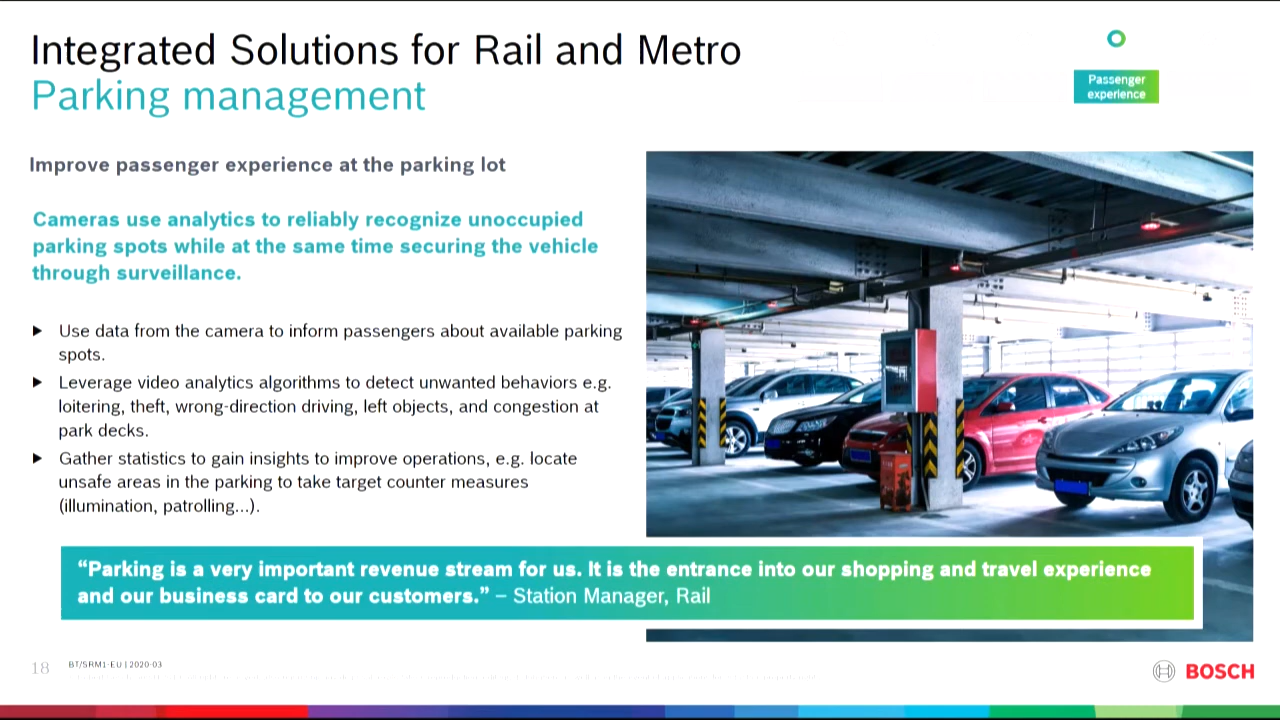 Integrated Solutions for Rail and Metro
Parking management
Passenger
experience
Improve passenger experience at the parking lot
Cameras use analytics to reliably recognize unoccupied
parking spots while at the same time securing the vehicle
through surveillance.
▶ Use data from the camera to inform passengers about available parking
spots.
▶ Leverage video analytics algorithms to detect unwanted behaviors e.g.
loitering, theft, wrong-direction driving, left objects, and congestion at
park decks.
▶ Gather statistics to gain insights to improve operations, e.g. locate
unsafe areas in the parking to take target counter measures
(illumination, patrolling...).
“Parking is a very important revenue stream for us. It is the entrance into our shopping and travel experience
and our business card to our customers.” – Station Manager, Rail
18
BT/SRM1-EU | 2020-03
BOSCH